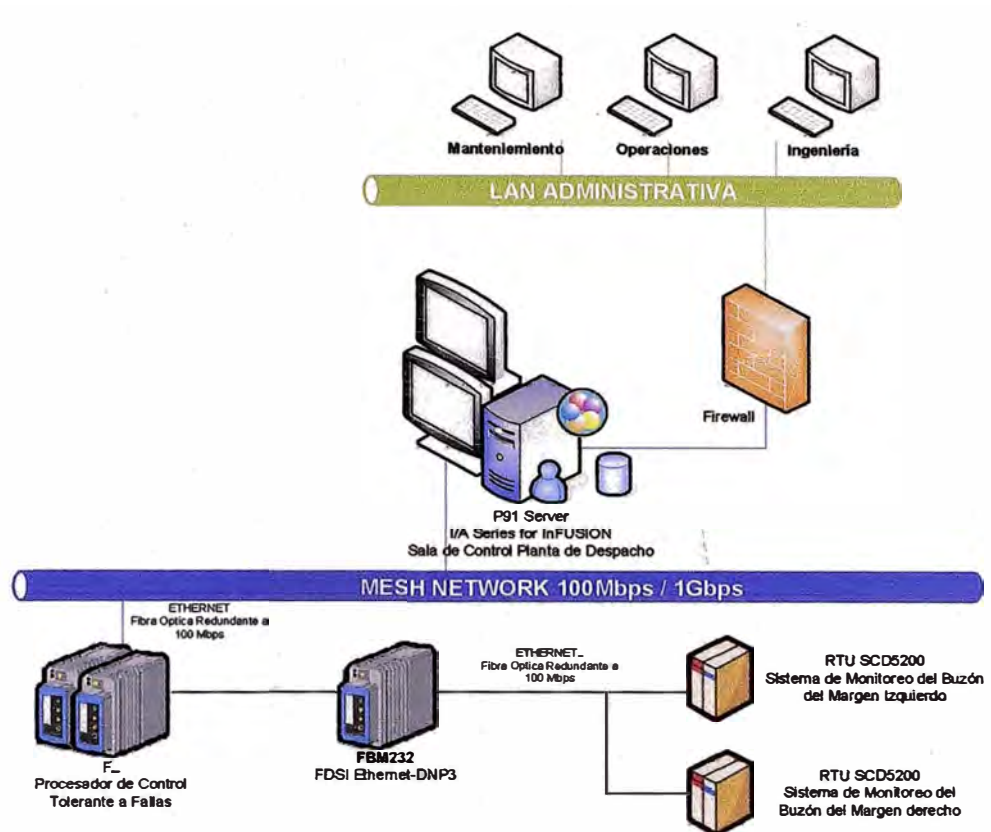 Manteniemiento
Operaciones
Ingeniería
LAN ADMINISTRATIVA
Firewall
P91 Server
I/A Series for InFUSION
Sala de Control Planta de Despacho
MESH NETWORK 100Mbps / 1Gbps
ETHERNET
Fibra Optica Redundante a
100 Mbps
ETHERNET_
Fibra Optica Redundante a
100 Mbps
F_
Procesador de Control
Tolerante a Fallas
FBM232
FDSI Ethernet-DNP3
RTU SCD5200
Sistema de Monitoreo del Buzón
del Margen Izquierdo
RTU SCD5200
Sistema de Monitoreo del
Buzón del Margen derecho